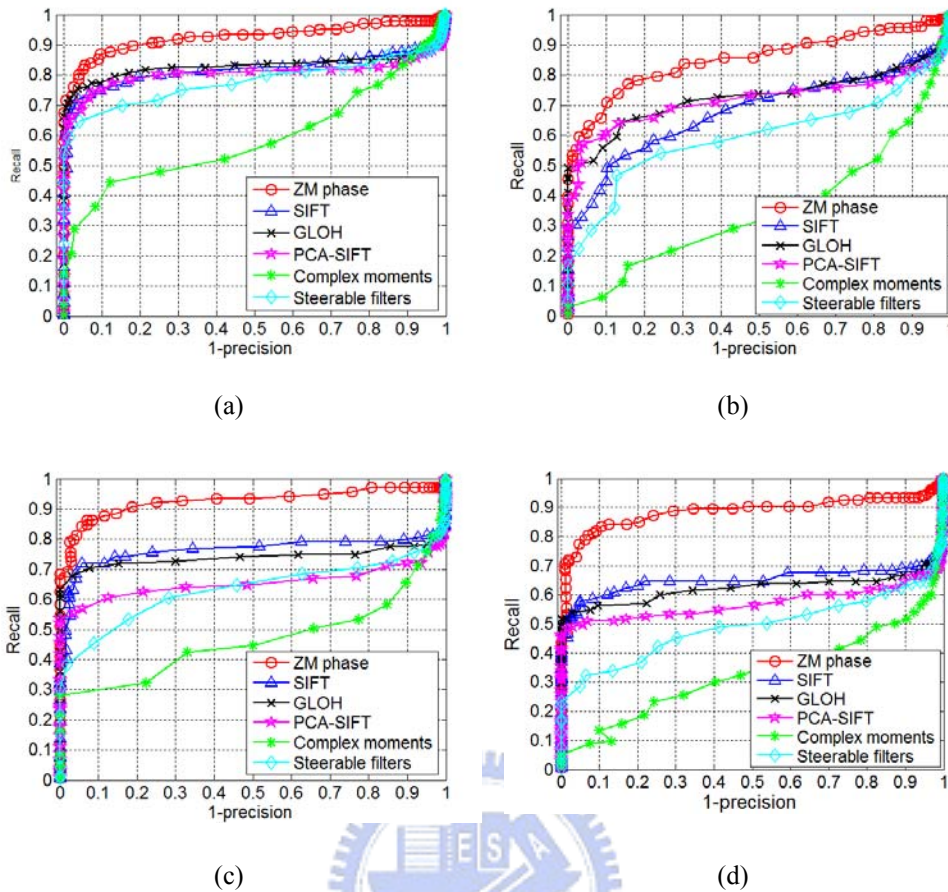 1
0.9
0.8
0.7
0.6
0.5
0.4
0.3
0.2
0.1
0
Recall
ZM phase
SIFT
GLOH
PCA-SIFT
Complex moments
Steerable filters
0 0.1 0.2 0.3 0.4 0.5 0.6 0.7 0.8 0.9 1
1-precision
(a)
1
0.9
0.8
0.7
0.6
0.5
0.4
0.3
0.2
0.1
0
Recall
ZM phase
SIFT
GLOH
PCA-SIFT
Complex moments
Steerable filters
0 0.1 0.2 0.3 0.4 0.5 0.6 0.7 0.8 0.9 1
1-precision
(b)
1
0.9
0.8
0.7
0.6
0.5
0.4
0.3
0.2
0.1
0
Recall
ZM phase
SIFT
GLOH
PCA-SIFT
Complex moments
Steerable filters
0 0.1 0.2 0.3 0.4 0.5 0.6 0.7 0.8 0.9 1
1-precision
(c)
1
0.9
0.8
0.7
0.6
0.5
0.4
0.3
0.2
0.1
0
Recall
ZM phase
SIFT
GLOH
PCA-SIFT
Complex moments
Steerable filters
0 0.1 0.2 0.3 0.4 0.5 0.6 0.7 0.8 0.9 1
1-precision
(d)
E S A